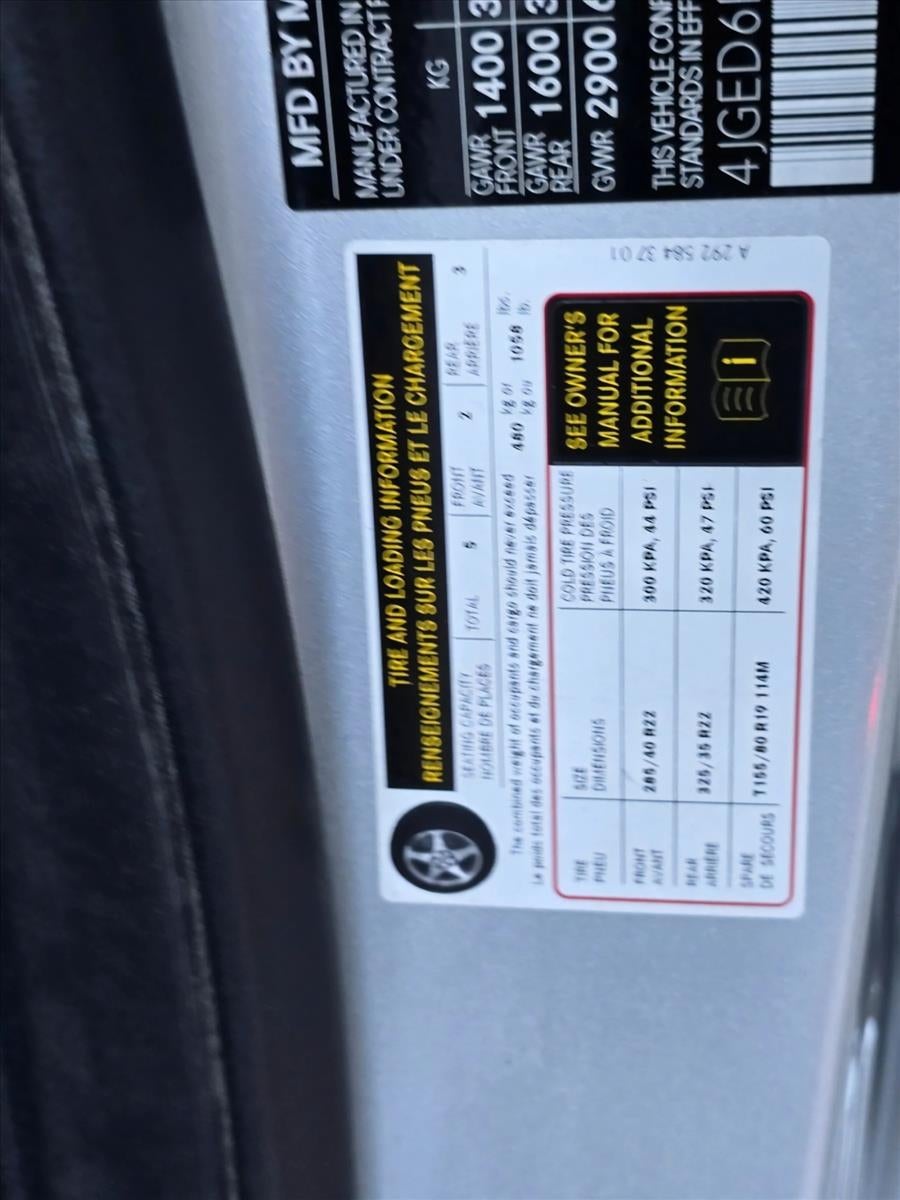 MFD BY M
MANUFACTURED IN
UNDER CONTRACT F
KG
GAWR FRONT 1400 3
GAWR REAR 1600 3
GVWR 2900 6
THIS VEHICLE CONF
STANDARDS IN EFF
4JGED6
TIRE AND LOADING INFORMATION
RENSEIGNEMENTS SUR LES PNEUS ET LE CHARGEMENT
SEATING CAPACITY TOTAL 5 FRONT 2 REAR 3
NOMBRE DE PLACES AVANT ARRIÈRE
The combined weight of occupants and cargo should never exceed 480 kg or 1058 lbs.
Le poids total des occupants et du chargement ne doit jamais dépasser kg ou lb.
TIRE SIZE COLD TIRE PRESSURE
PNEU DIMENSIONS PRESSION DES
PNEUS À FROID
FRONT 285/40 R22 300 KPA, 44 PSI
AVANT
REAR 325/35 R22 320 KPA, 47 PSI
ARRIÈRE
SPARE T155/80 R19 114M 420 KPA, 60 PSI
DE SECOURS
SEE OWNER'S
MANUAL FOR
ADDITIONAL
INFORMATION
i
A 292 584 37 01